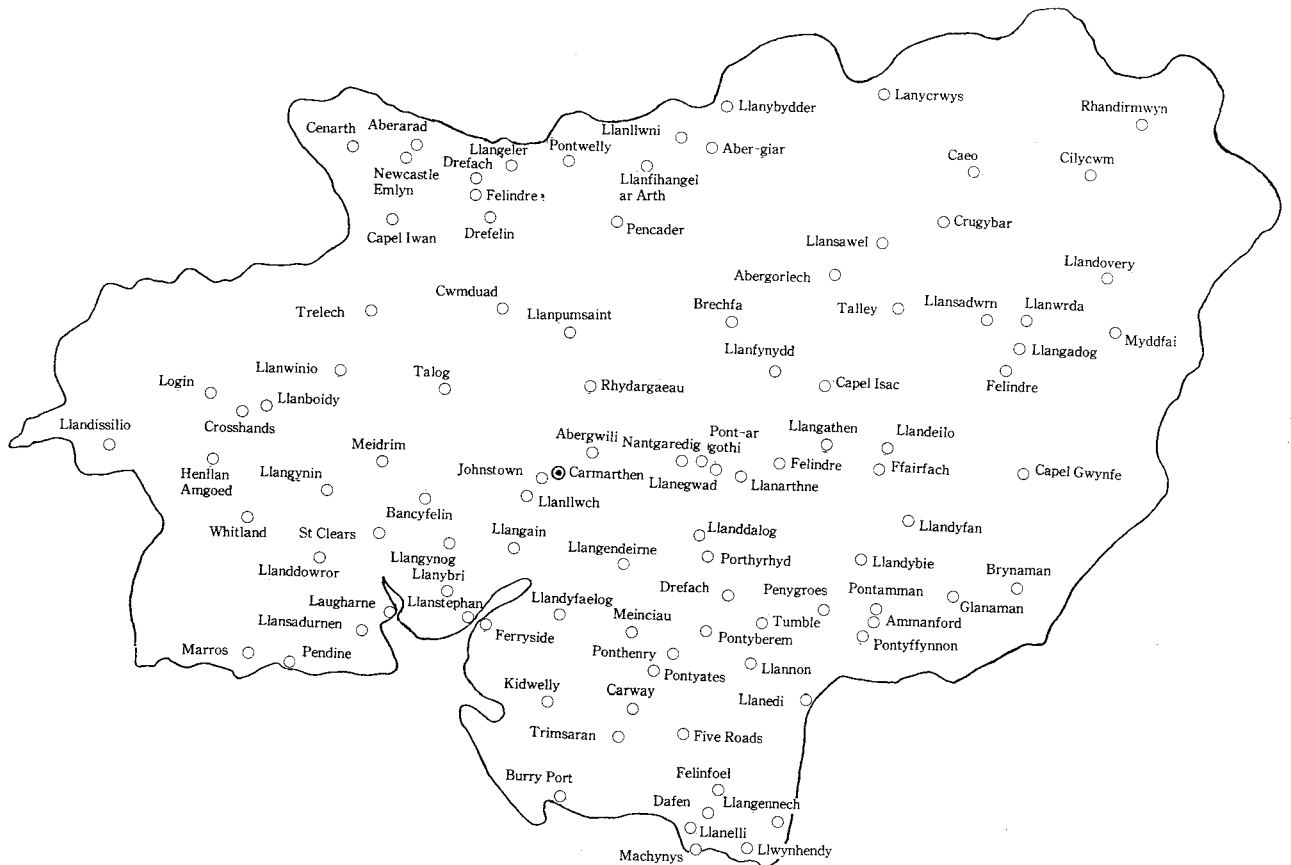 Llanybydder
Lanycrwys
Rhandirmwyn
Cenarth
Aberarad
Llanllwni
Llangeler
Pontwelly
Aber-giar
Drefach
Caeo
Cilycwm
Newcastle
Emlyn
Felindre
Llanfihangel
ar Arth
Capel Iwan
Drefelin
Pencader
Crugybar
Llansawel
Llandovery
Abergorlech
Cwmduad
Trelech
Llanpumsaint
Brechfa
Talley
Llansadwrn
Llanwrda
Myddfai
Llangadog
Llanfynydd
Felindre
Llanwinio
Talog
Login
Rhydargaeau
Capel Isac
Llanboidy
Crosshands
Llandissilio
Meidrim
Abergwili
Nantgaredig
Pont-ar
gothi
Llangathen
Llandeilo
Henllan
Amgoed
Llangynin
Johnstown
Carmarthen
Llanegwad
Llanarthne
Felindre
Ffairfach
Capel Gwynfe
Llanllwch
Bancyfelin
Whitland
St Clears
Llangain
Llanddalog
Llandyfan
Llangynog
Llangendeirne
Porthyrhyd
Llandybie
Llanddowror
Llanybri
Brynaman
Drefach
Penygroes
Pontamman
Glanaman
Laugharne
Llanstephan
Llandyfaelog
Meinciau
Tumble
Ammanford
Llansadurnen
Ferryside
Pontyberem
Pontyffynnon
Marros
Pendine
Ponthenry
Llannon
Pontyates
Kidwelly
Carway
Llanedi
Trimsaran
Five Roads
Felinfoel
Burry Port
Dafen
Llangennech
Llanelli
Machynys
Llwynhendy